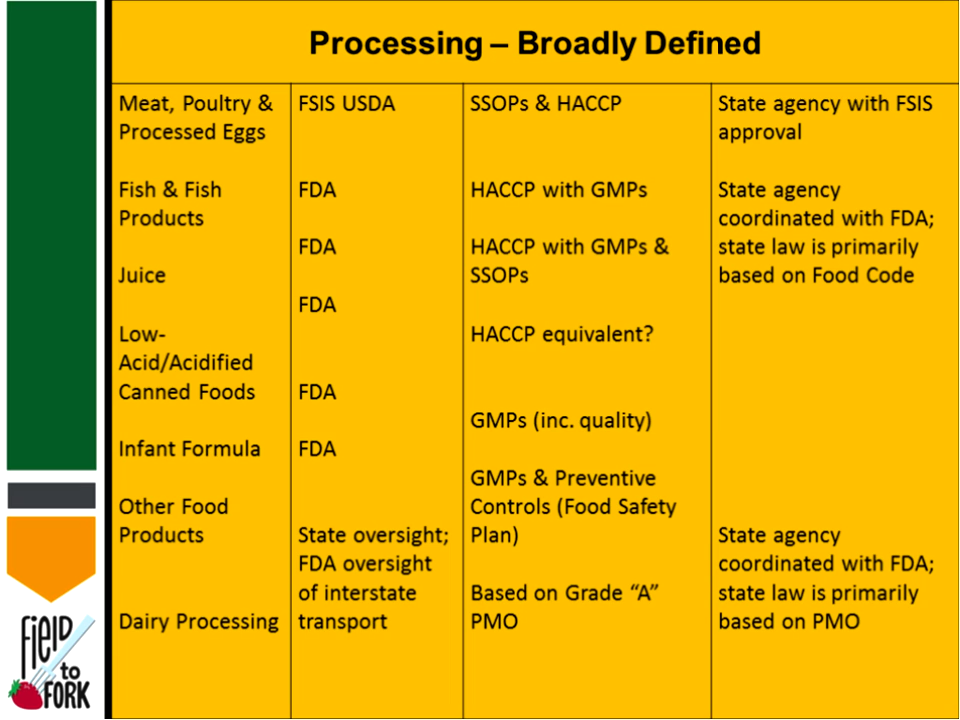 Processing – Broadly Defined
Meat, Poultry &
Processed Eggs
Fish & Fish
Products
Juice
Low-
Acid/Acidified
Canned Foods
Infant Formula
Other Food
Products
Dairy Processing
FSIS USDA
FDA
FDA
FDA
FDA
FDA
State oversight;
FDA oversight
of interstate
transport
SSOPs & HACCP
HACCP with GMPs
HACCP with GMPs &
SSOPs
HACCP equivalent?
GMPs (inc. quality)
GMPs & Preventive
Controls (Food Safety
Plan)
Based on Grade “A”
PMO
State agency with FSIS
approval
State agency
coordinated with FDA;
state law is primarily
based on Food Code
State agency
coordinated with FDA;
state law is primarily
based on PMO
FielD
to
FORK